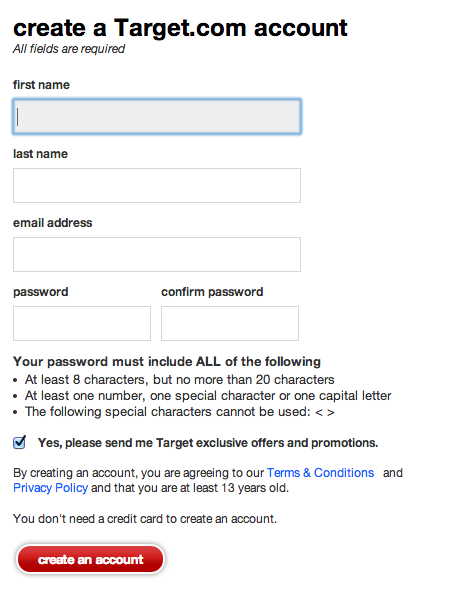 create a Target.com account
All fields are required
first name
last name
email address
password confirm password
Your password must include ALL of the following
• At least 8 characters, but no more than 20 characters
• At least one number, one special character or one capital letter
• The following special characters cannot be used: < >
Yes, please send me Target exclusive offers and promotions.
By creating an account, you are agreeing to our Terms & Conditions and
Privacy Policy and that you are at least 13 years old.
You don't need a credit card to create an account.
create an account